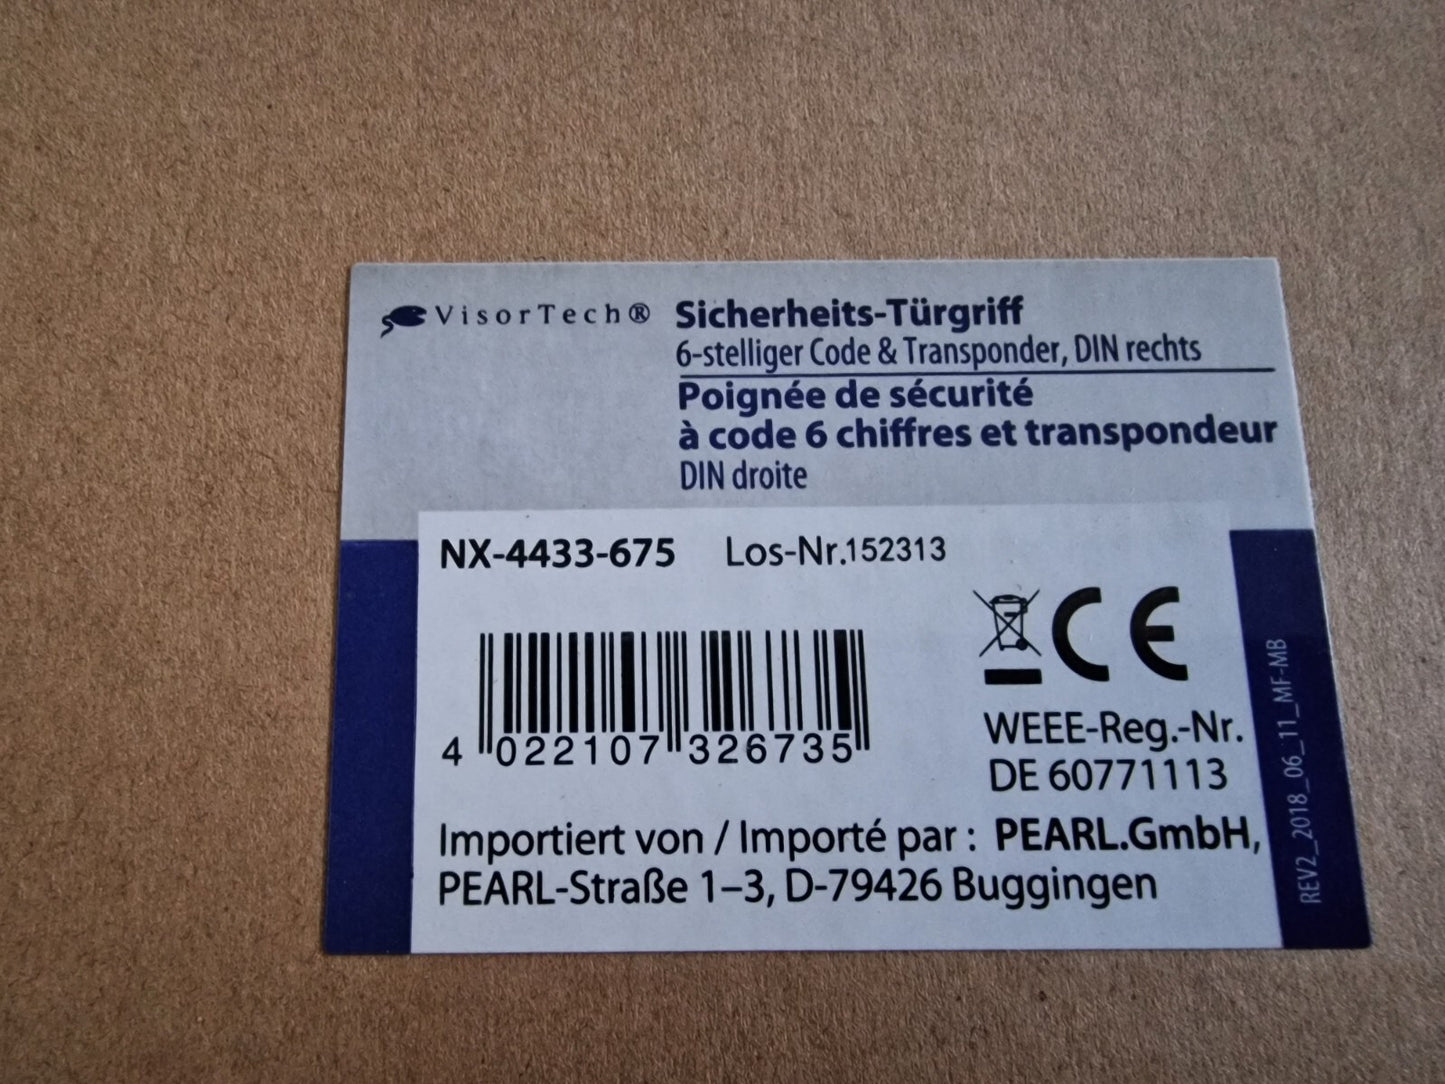 VisorTech®
Sicherheits-Türgriff
6-stelliger Code & Transponder, DIN rechts
Poignée de sécurité
à code 6 chiffres et transpondeur
DIN droite
NX-4433-675 Los-Nr.152313
CE
4 022107 326735
WEEE-Reg.-Nr.
DE 60771113
Importiert von / Importé par : PEARL.GmbH,
PEARL-Straße 1–3, D-79426 Buggingen
REV2_2018_06_11_MF-MB